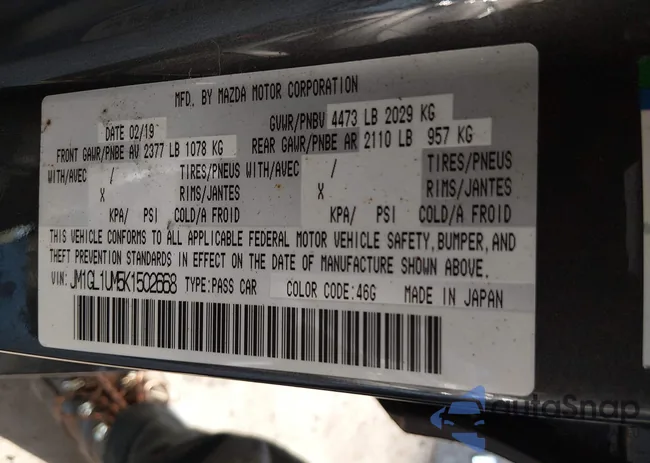 MFD. BY MAZDA MOTOR CORPORATION
DATE 02/19 GVWR/PNBV 4473 LB 2029 KG
FRONT GAWR/PNBE AV 2377 LB 1078 KG REAR GAWR/PNBE AR 2110 LB 957 KG
WITH/AVEC / TIRES/PNEUS WITH/AVEC / TIRES/PNEUS
X RIMS/JANTES X RIMS/JANTES
KPA/ PSI COLD/A FROID KPA/ PSI COLD/A FROID
THIS VEHICLE CONFORMS TO ALL APPLICABLE FEDERAL MOTOR VEHICLE SAFETY, BUMPER, AND
THEFT PREVENTION STANDARDS IN EFFECT ON THE DATE OF MANUFACTURE SHOWN ABOVE.
VIN: JM1GL1UM5K1502668 TYPE:PASS CAR COLOR CODE:46G MADE IN JAPAN
autoSnap